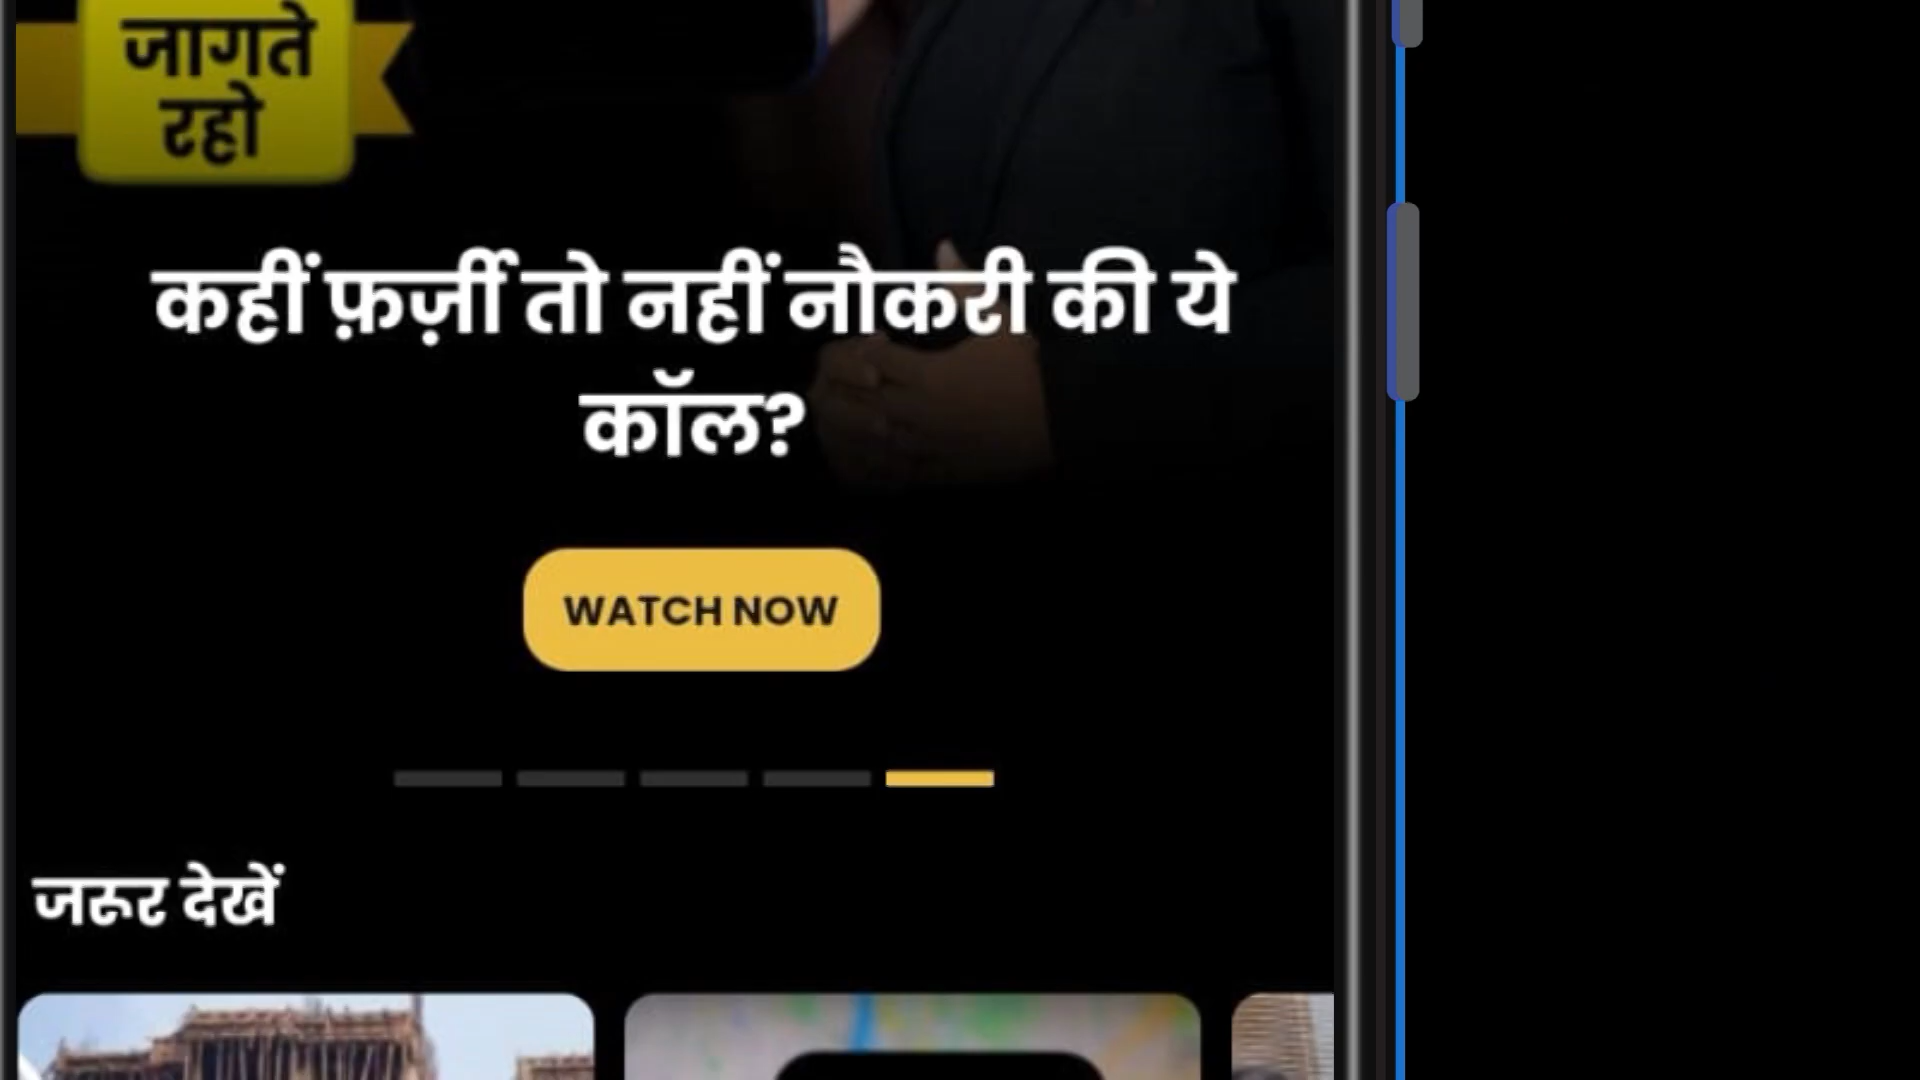 जागते
रहो
कहीं फ़र्ज़ी तो नहीं नौकरी की ये
कॉल?
WATCH NOW
जरूर देखें